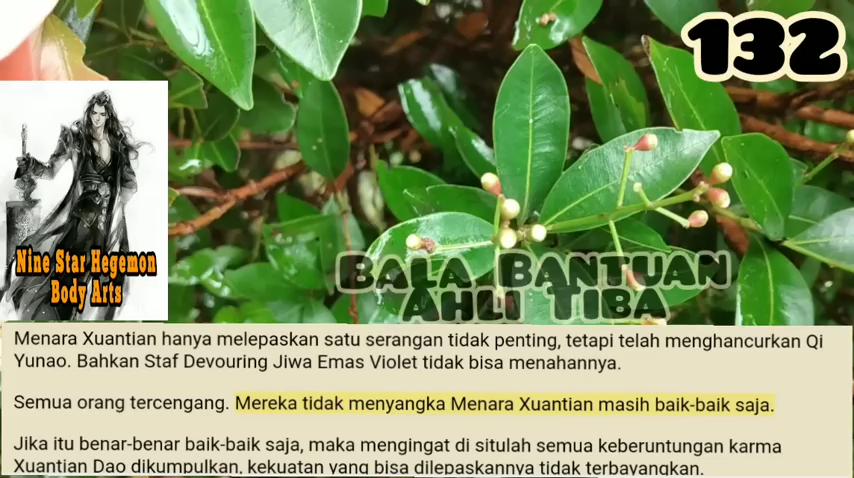 132
Nine Star Hegemon
Body Arts
BALA BANTUAN
AHLI TIBA
Menara Xuantian hanya melepaskan satu serangan tidak penting, tetapi telah menghancurkan Qi
Yunao. Bahkan Staf Devouring Jiwa Emas Violet tidak bisa menahannya.
Semua orang tercengang. Mereka tidak menyangka Menara Xuantian masih baik-baik saja.
Jika itu benar-benar baik-baik saja, maka mengingat di situlah semua keberuntungan karma
Xuantian Dao dikumpulkan, kekuatan yang bisa dilepaskannya tidak terbayangkan.